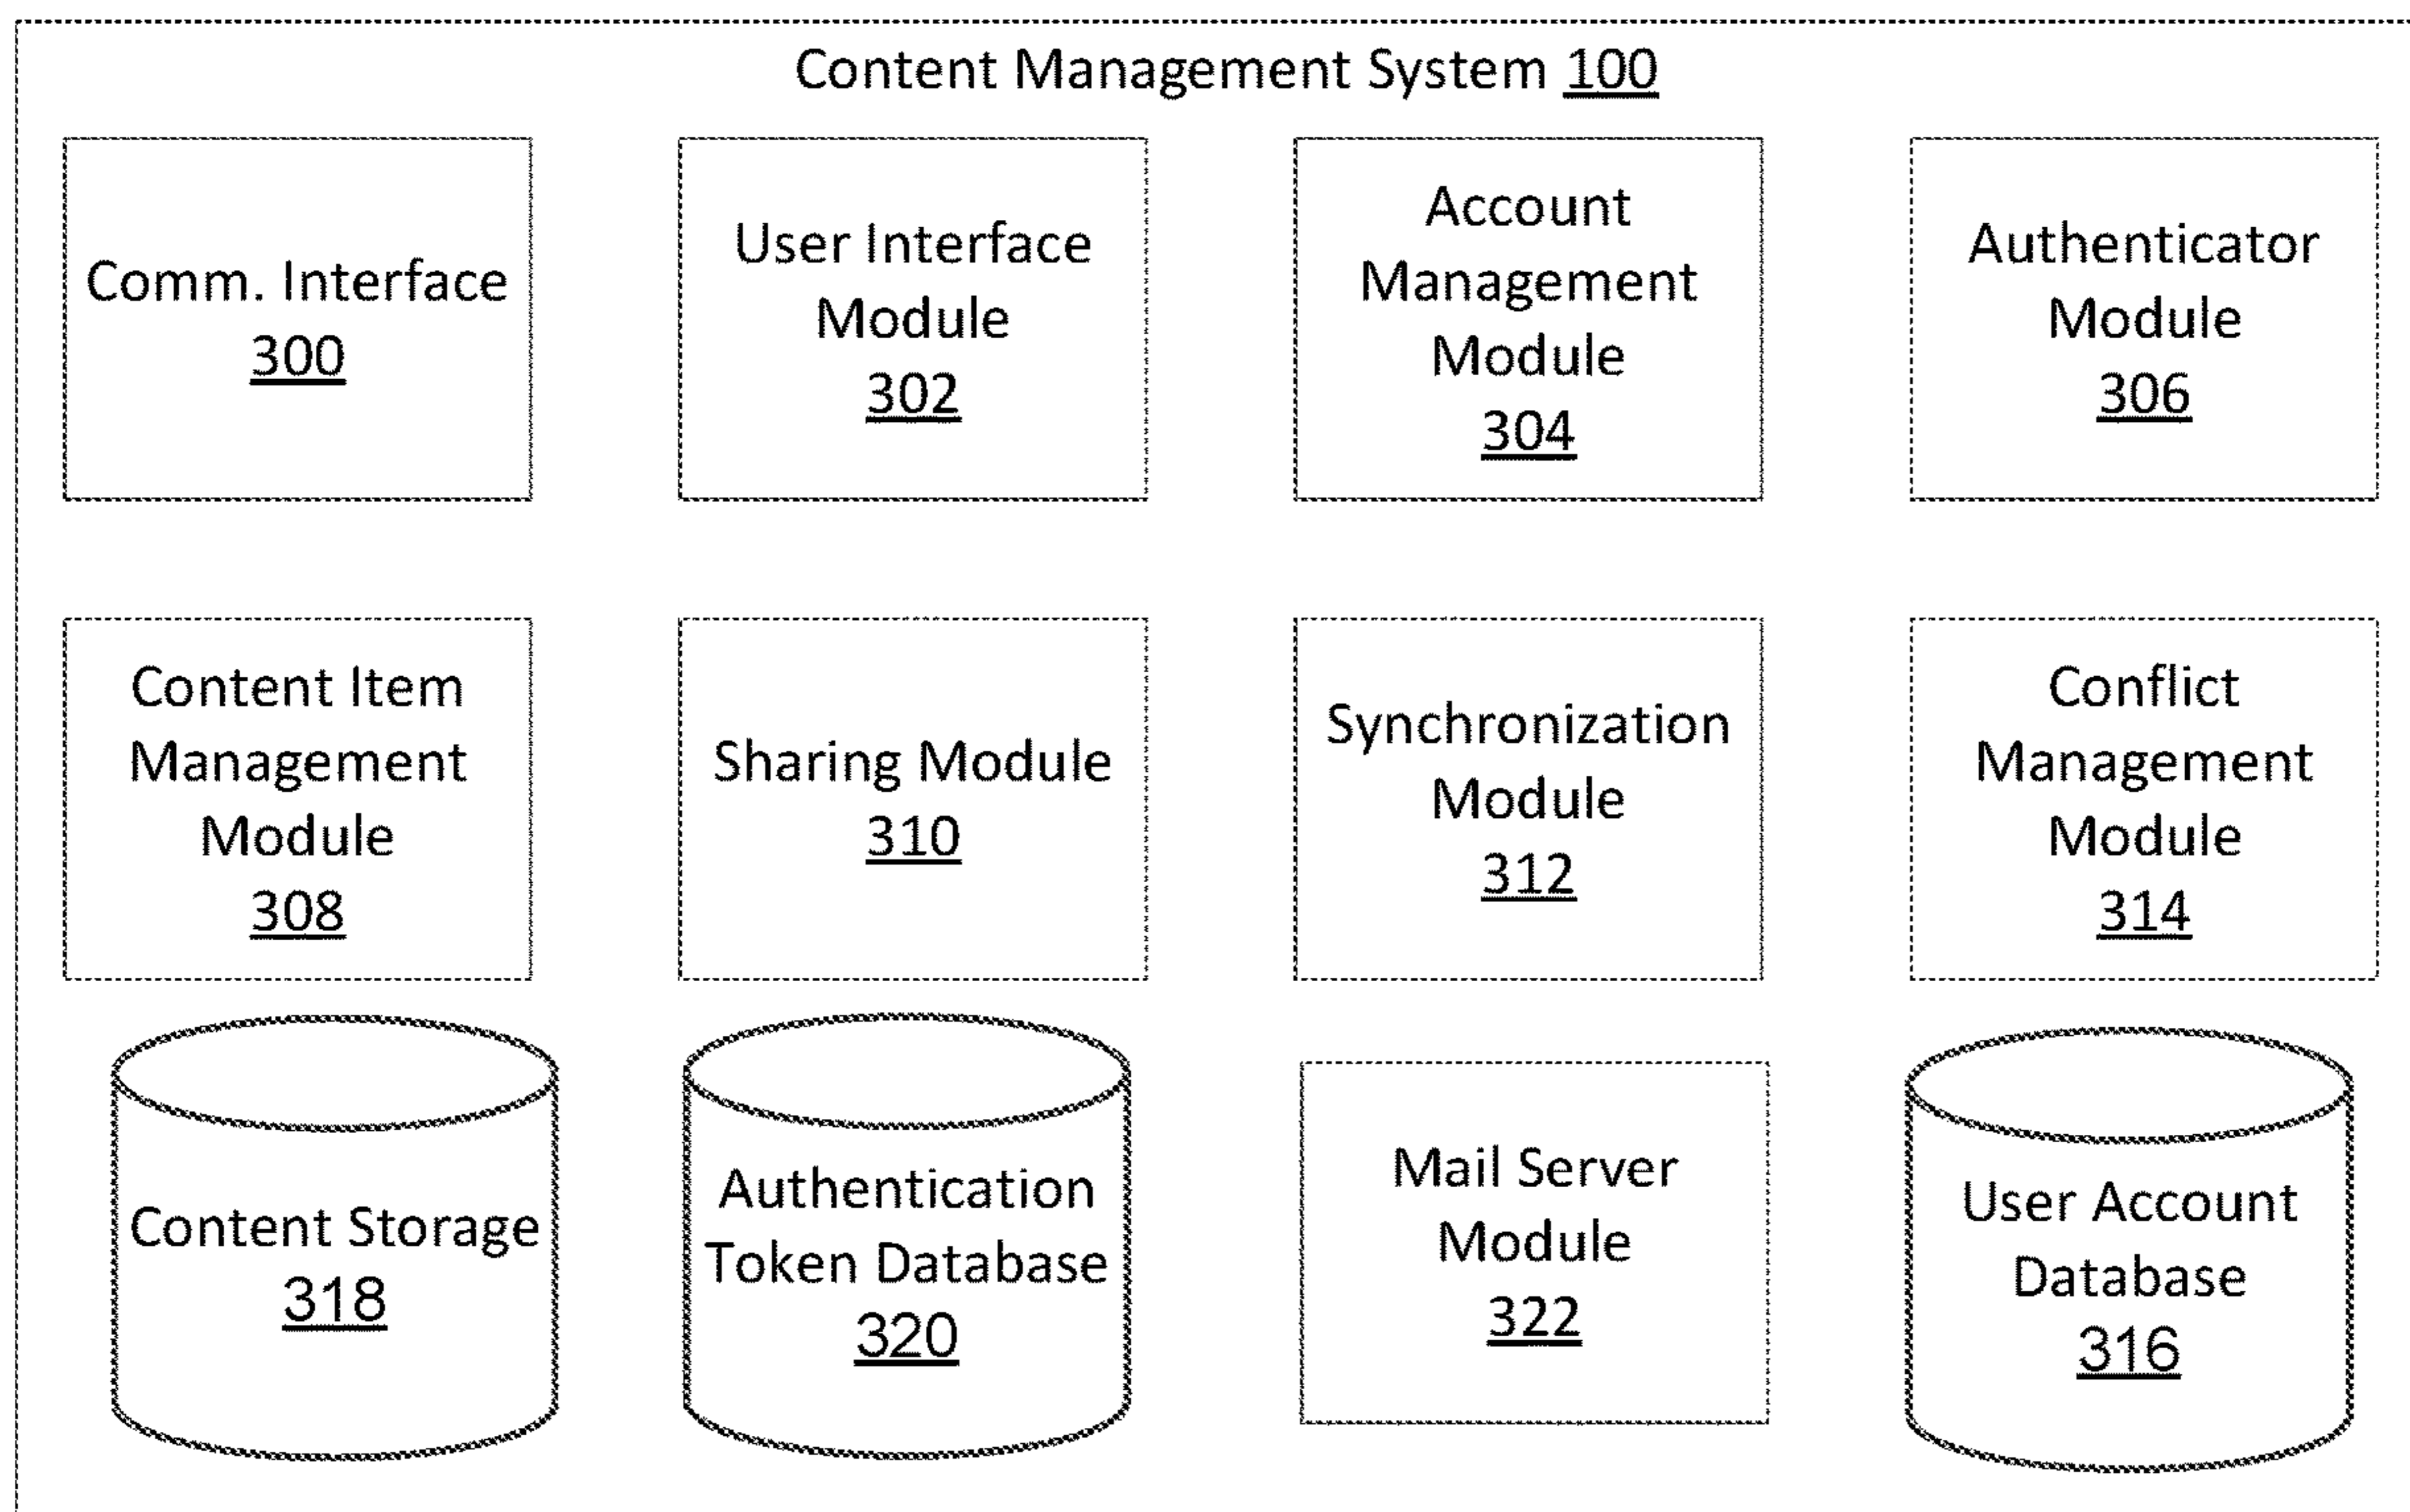 Content Management System 100
Comm. Interface
300
User Interface
Module
302
Account
Management
Module
304
Authenticator
Module
306
Content Item
Management
Module
308
Sharing Module
310
Synchronization
Module
312
Conflict
Management
Module
314
Content Storage
318
Authentication
Token Database
320
Mail Server
Module
322
User Account
Database
316